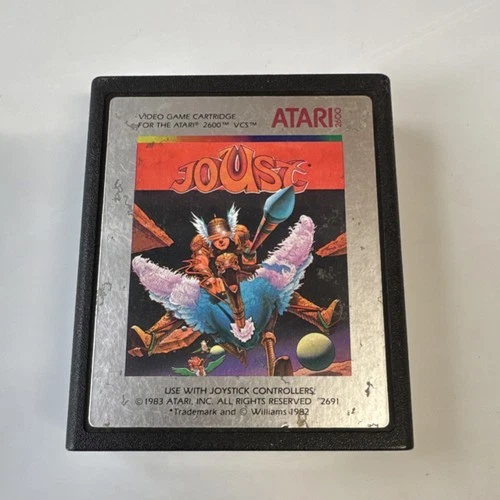 VIDEO GAME CARTRIDGE
FOR THE ATARI® 2600™ VCS™
ATARI 2600
JOUST*
USE WITH JOYSTICK CONTROLLERS
©1983 ATARI, INC. ALL RIGHTS RESERVED 2691
*Trademark and © Williams 1982